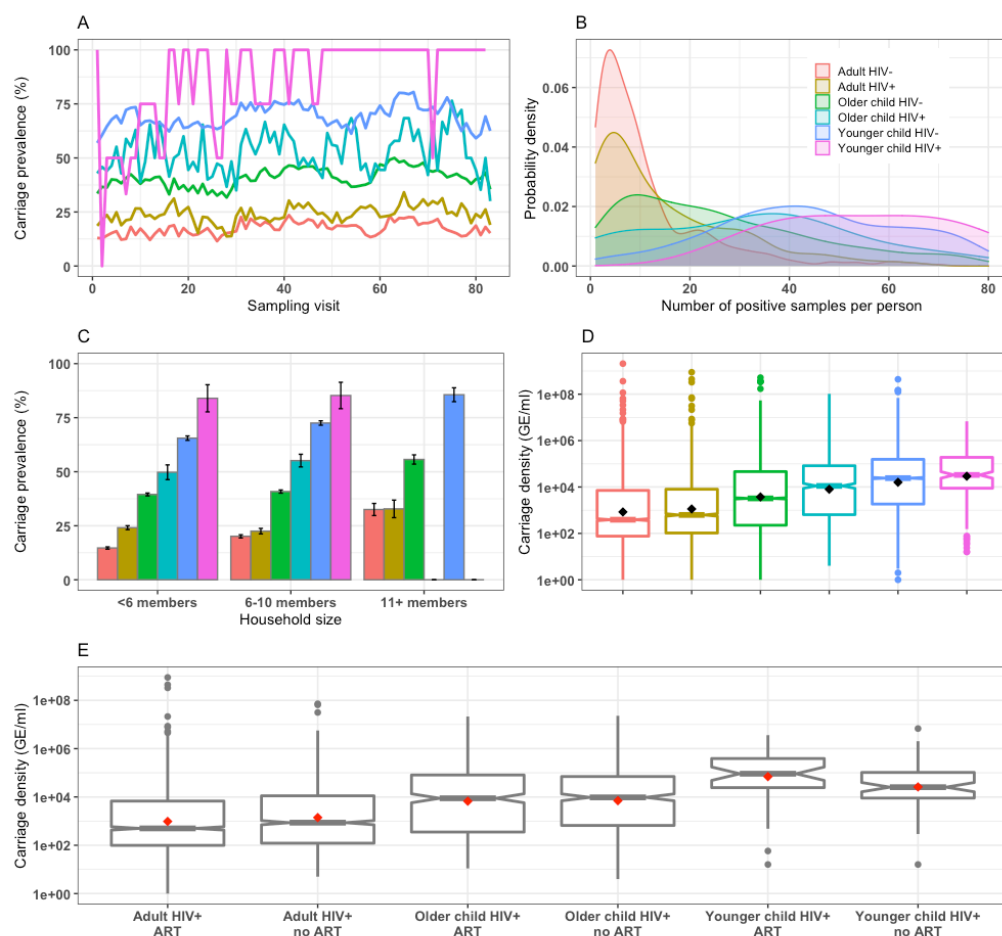 A
Carriage prevalence (%)
100
75
50
25
0
0 20 40 60 80
Sampling visit
B
Probability density
0.06
0.04
0.02
0.00
0 20 40 60 80
Number of positive samples per person
Adult HIV-
Adult HIV+
Older child HIV-
Older child HIV+
Younger child HIV-
Younger child HIV+
C
Carriage prevalence (%)
100
75
50
25
0
<6 members 6-10 members 11+ members
Household size
D
Carriage density (GE/ml)
1e+08
1e+06
1e+04
1e+02
1e+00
E
Carriage density (GE/ml)
1e+08
1e+06
1e+04
1e+02
1e+00
Adult HIV+ Adult HIV+ Older child HIV+ Older child HIV+ Younger child HIV+ Younger child HIV+
ART no ART ART no ART ART no ART